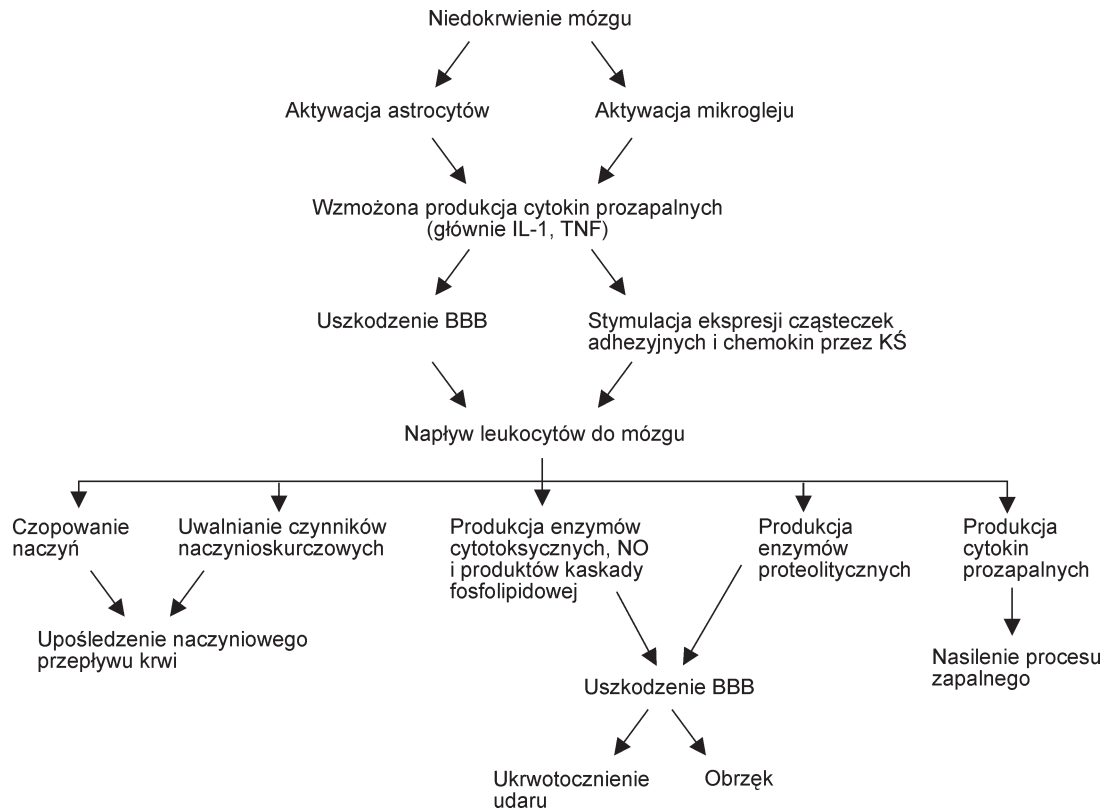 Niedokrwienie mózgu
Aktywacja astrocytów
Aktywacja mikrogleju
Wzmożona produkcja cytokin prozapalnych
(głównie IL-1, TNF)
Uszkodzenie BBB
Stymulacja ekspresji cząsteczek
adhezyjnych i chemokin przez KŚ
Napływ leukocytów do mózgu
Czopowanie
naczyń
Uwalnianie czynników
naczynioskurczowych
Produkcja enzymów
cytotoksycznych, NO
i produktów kaskady
fosfolipidowej
Produkcja
enzymów
proteolitycznych
Produkcja
cytokin
prozapalnych
Upośledzenie naczyniowego
przepływu krwi
Uszkodzenie BBB
Nasilenie procesu
zapalnego
Ukrwotocznienie
udaru
Obrzęk